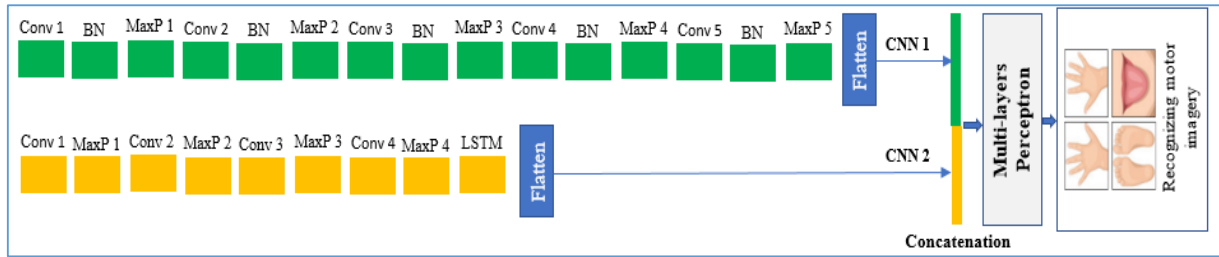 Conv 1 BN MaxP 1 Conv 2 BN MaxP 2 Conv 3 BN MaxP 3 Conv 4 BN MaxP 4 Conv 5 BN MaxP 5
Flatten
CNN 1
Conv 1 MaxP 1 Conv 2 MaxP 2 Conv 3 MaxP 3 Conv 4 MaxP 4 LSTM
Flatten
CNN 2
Concatenation
Multi-layers
Perceptron
Recognizing motor
imagery